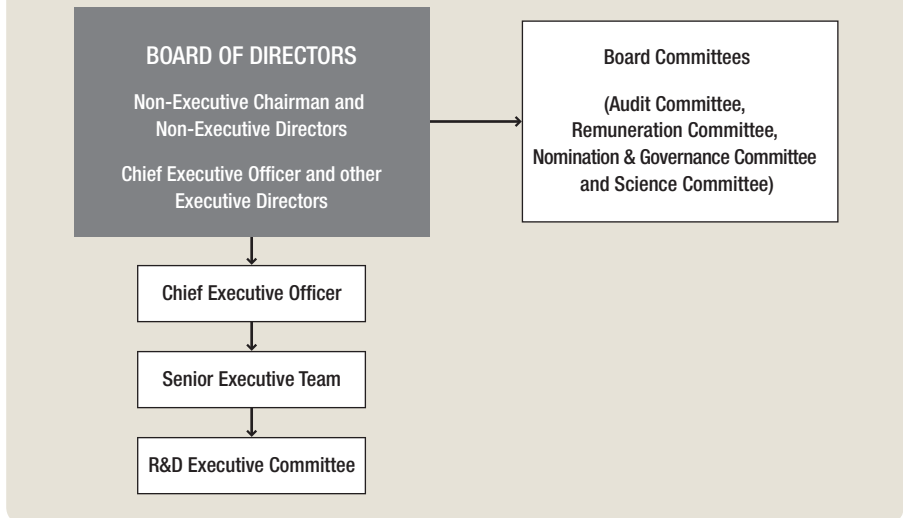 BOARD OF DIRECTORS
Non-Executive Chairman and
Non-Executive Directors
Chief Executive Officer and other
Executive Directors
Board Committees
(Audit Committee,
Remuneration Committee,
Nomination & Governance Committee
and Science Committee)
Chief Executive Officer
Senior Executive Team
R&D Executive Committee